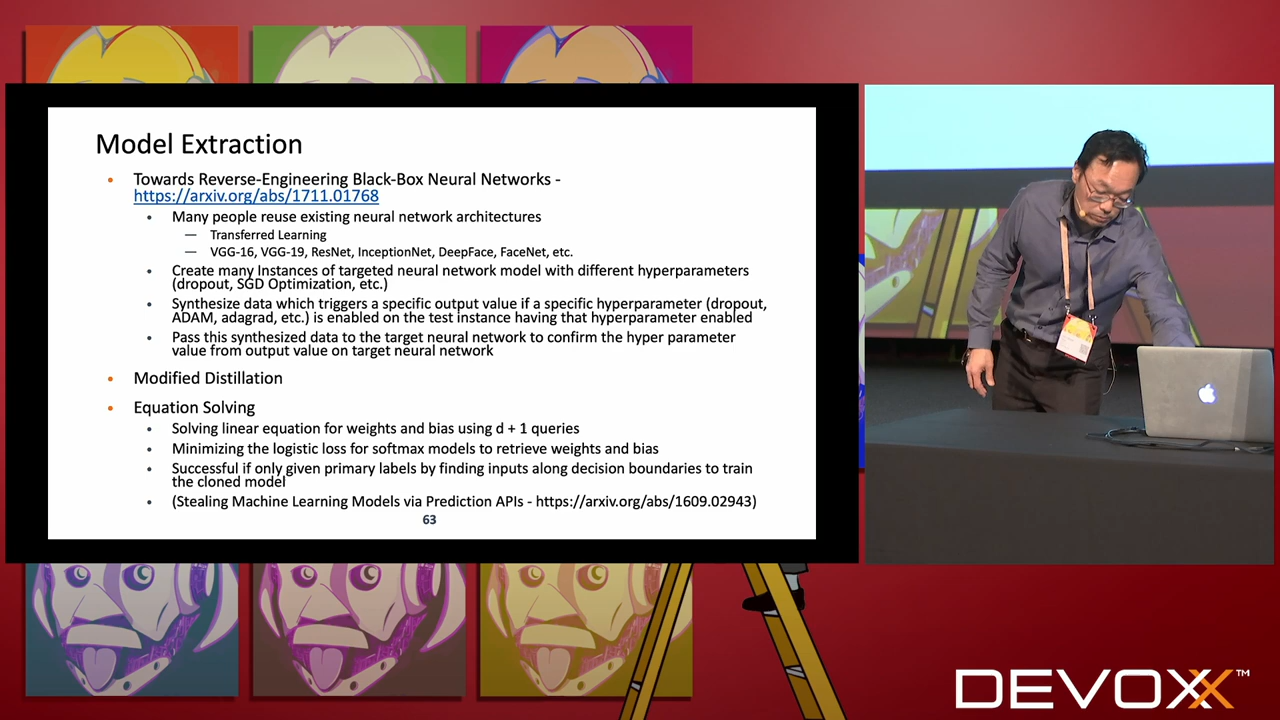 Model Extraction
• Towards Reverse-Engineering Black-Box Neural Networks -
https://arxiv.org/abs/1711.01768
• Many people reuse existing neural network architectures
— Transferred Learning
— VGG-16, VGG-19, ResNet, InceptionNet, DeepFace, FaceNet, etc.
• Create many Instances of targeted neural network model with different hyperparameters
(dropout, SGD Optimization, etc.)
• Synthesize data which triggers a specific output value if a specific hyperparameter (dropout,
ADAM, adagrad, etc.) is enabled on the test instance having that hyperparameter enabled
• Pass this synthesized data to the target neural network to confirm the hyper parameter
value from output value on target neural network
• Modified Distillation
• Equation Solving
• Solving linear equation for weights and bias using d + 1 queries
• Minimizing the logistic loss for softmax models to retrieve weights and bias
• Successful if only given primary labels by finding inputs along decision boundaries to train
the cloned model
• (Stealing Machine Learning Models via Prediction APIs - https://arxiv.org/abs/1609.02943)
63
DEVOXX™